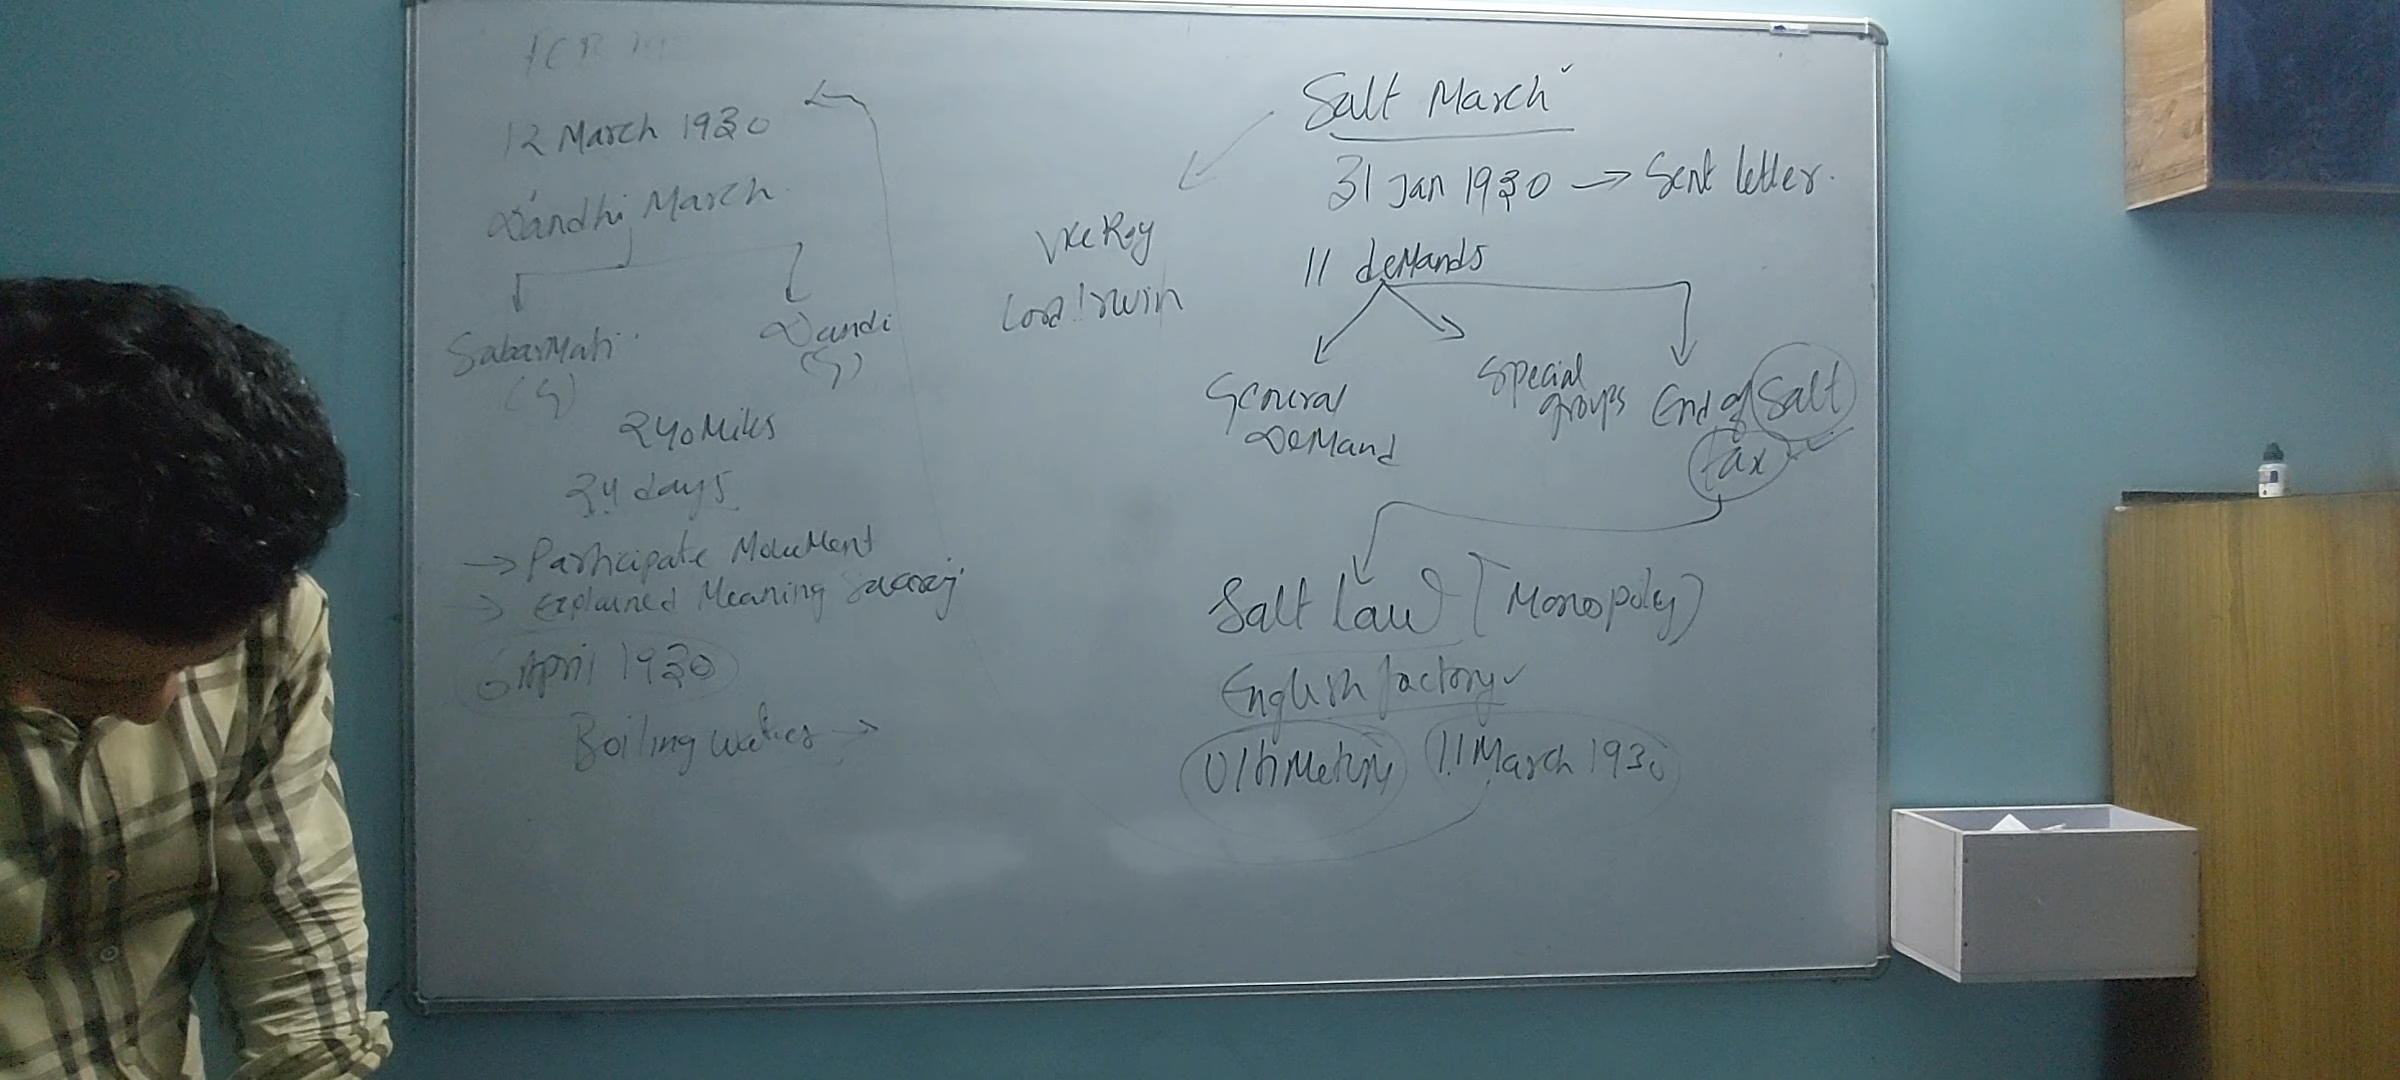 Salt March
31 Jan 1930 → Sent letter.
11 deMands
General
DeMand
Special
groups
End of Salt
tax
ViceRoy
Lord Irwin
Salt Law (Monopoly)
English factory
UltiMetum 11 March 1930
12 March 1930
Dandhi March
SabarMati
(G)
Dandi
(G)
240 Miles
24 days
→ Participate MoveMent
→ Explained Meaning Swaraj
6 April 1930
Boiling water →